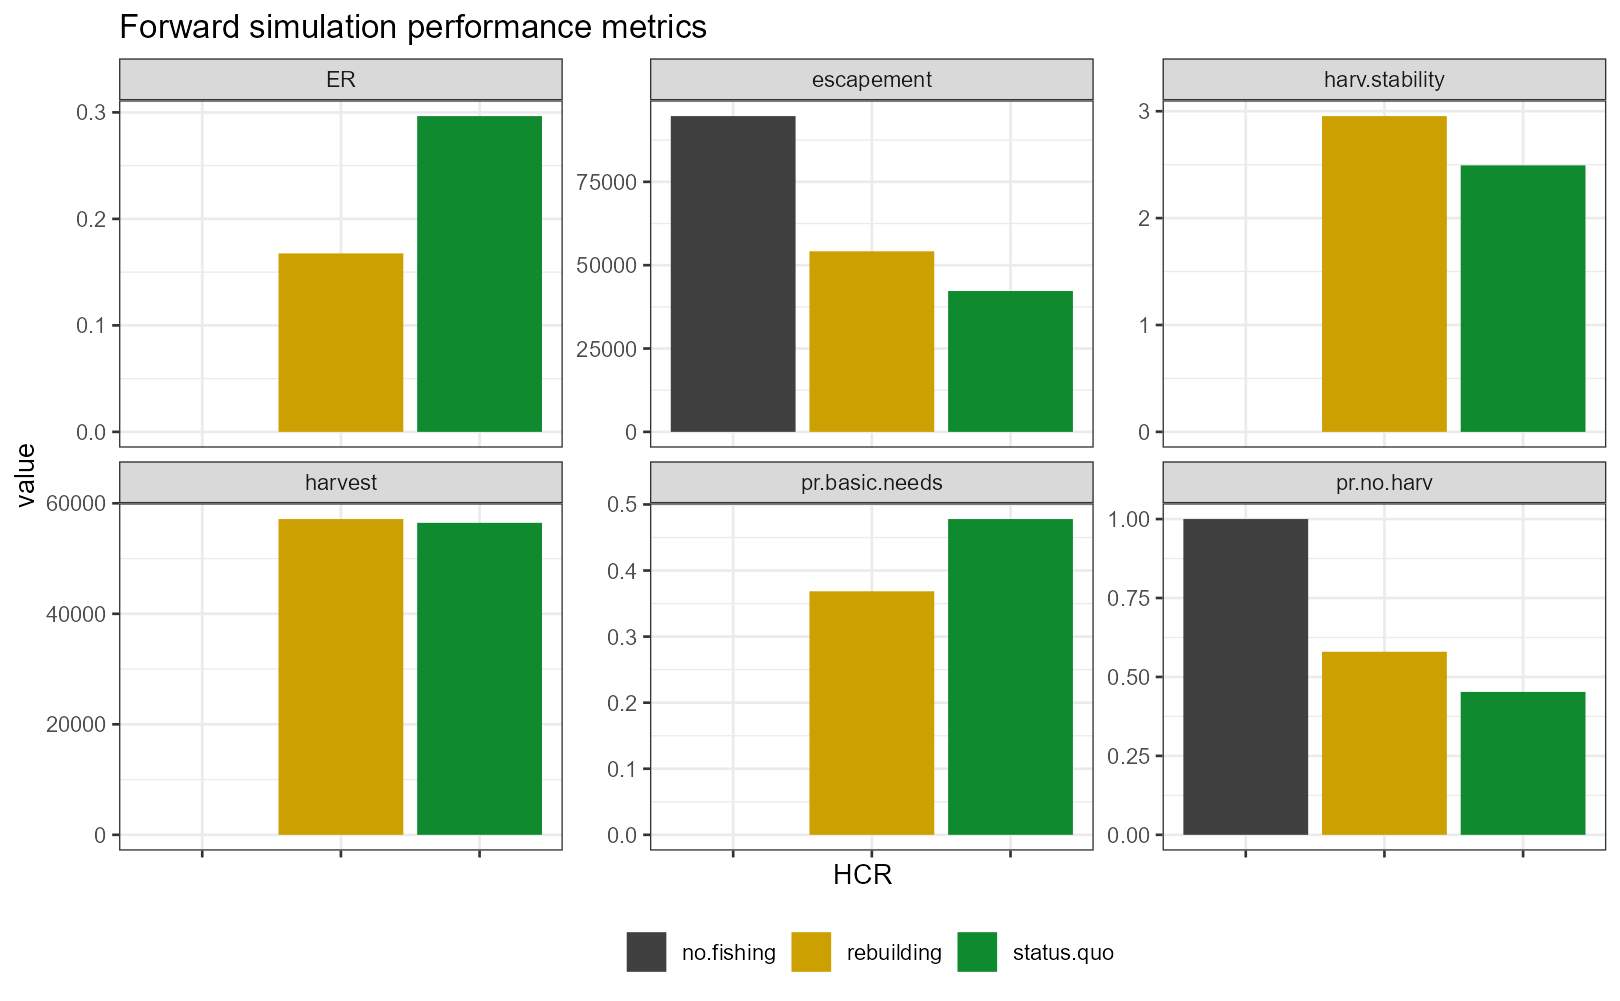 Forward simulation performance metrics
ER
escapement
harv.stability
0.3
0.2
0.1
0.0
75000
50000
25000
0
3
2
1
0
value
harvest
pr.basic.needs
pr.no.harv
60000
40000
20000
0
0.5
0.4
0.3
0.2
0.1
0.0
1.00
0.75
0.50
0.25
0.00
HCR
no.fishing
rebuilding
status.quo